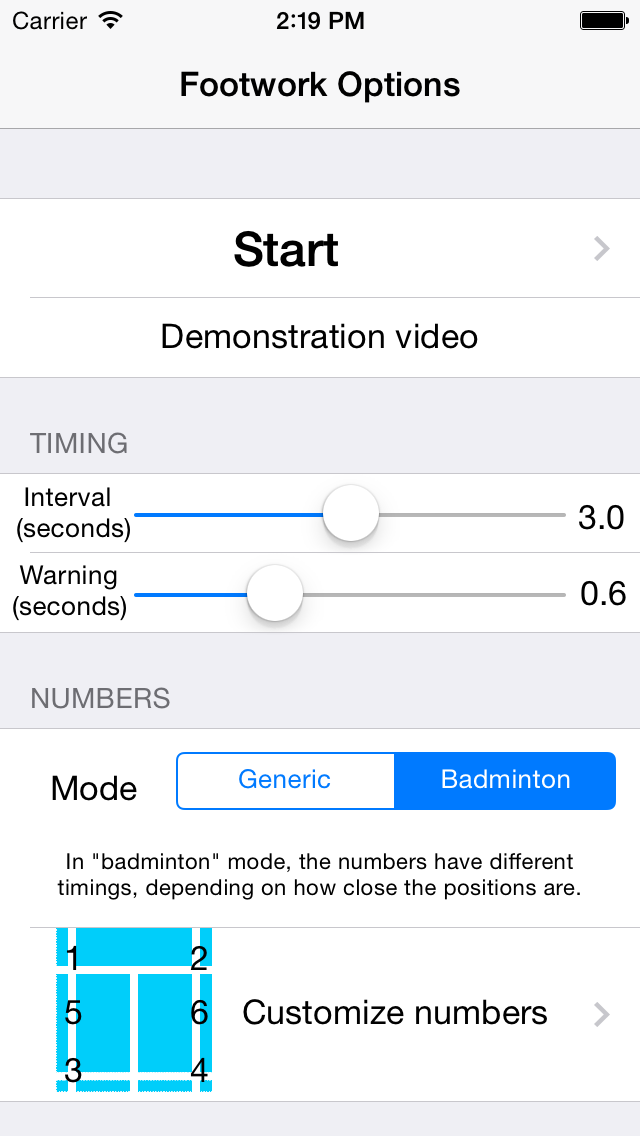 Carrier 2:19 PM
Footwork Options
Start
Demonstration video
TIMING
Interval
(seconds)
3.0
Warning
(seconds)
0.6
NUMBERS
Mode
Generic
Badminton
In "badminton" mode, the numbers have different
timings, depending on how close the positions are.
1 2
5 6
3 4
Customize numbers